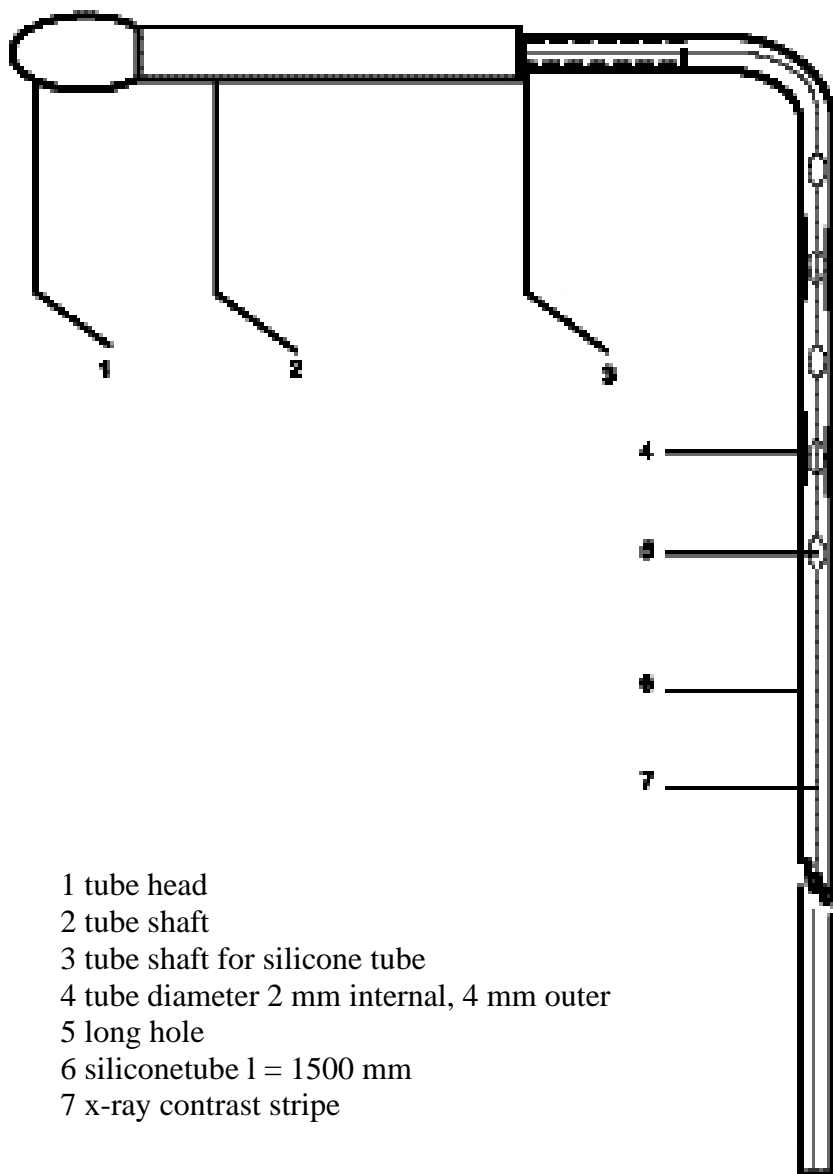 1
2
3
4
5
6
7
1 tube head
2 tube shaft
3 tube shaft for silicone tube
4 tube diameter 2 mm internal, 4 mm outer
5 long hole
6 siliconetube l = 1500 mm
7 x-ray contrast stripe